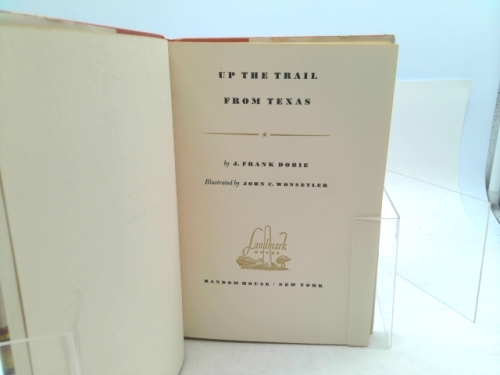 UP THE TRAIL
FROM TEXAS
by J. FRANK DOBIE
Illustrated by JOHN C. WONSETLER
Landmark
BOOKS
RANDOM HOUSE · NEW YORK